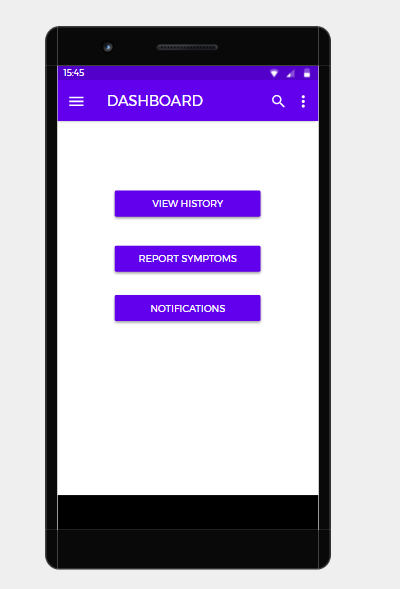 15:45
DASHBOARD
VIEW HISTORY
REPORT SYMPTOMS
NOTIFICATIONS